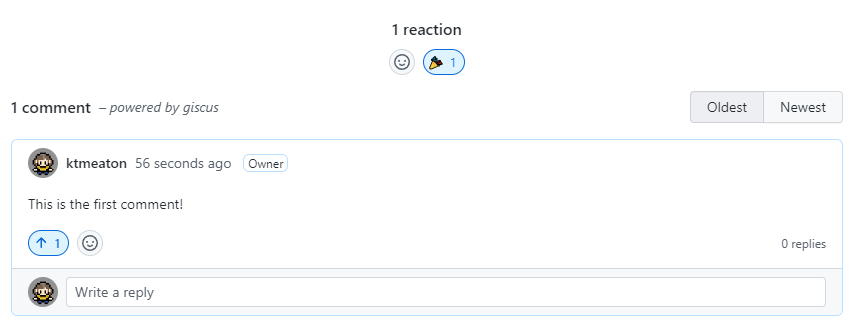 1 reaction
1
1 comment – powered by giscus
Oldest Newest
ktmeaton 56 seconds ago Owner
This is the first comment!
1
0 replies
Write a reply